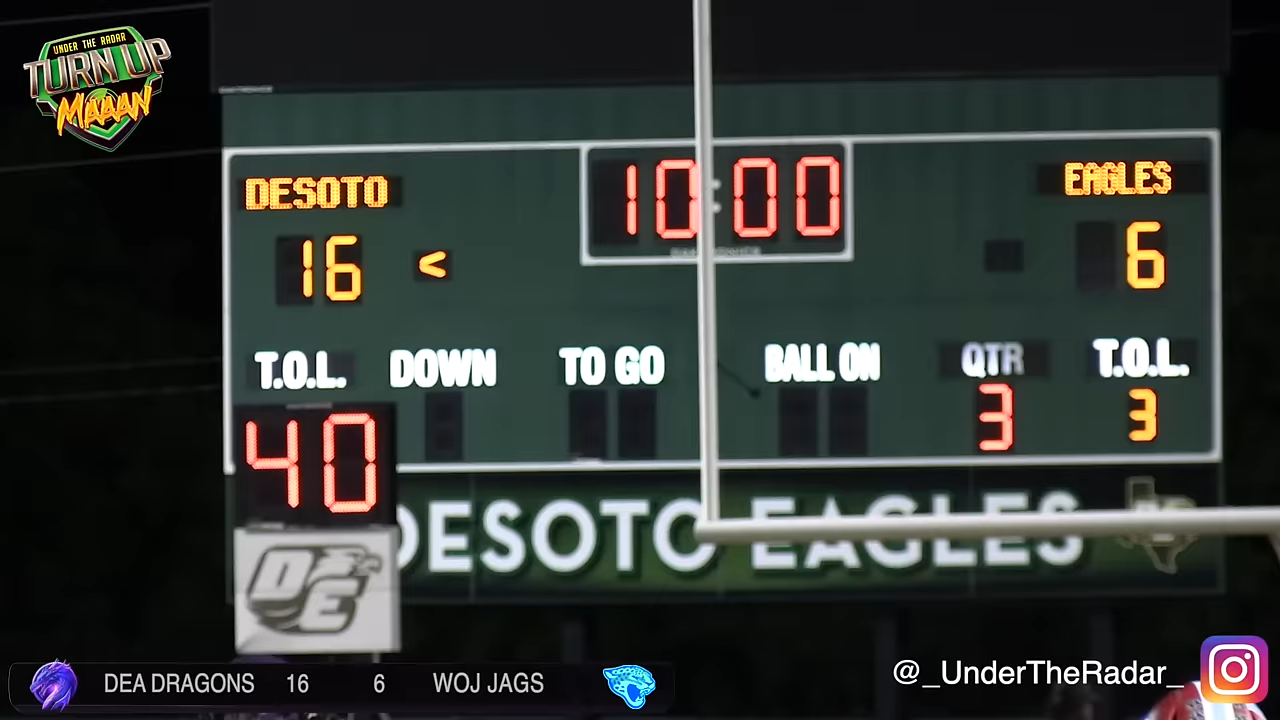 UNDER THE RADAR
TURN UP
MAAAN
DESOTO
10:00
EAGLES
16 <
6
T.O.L. DOWN TO GO BALL ON QTR T.O.L.
3 3
40
DESOTO EAGLES
DE
DEA DRAGONS 16 6 WOJ JAGS
@_UnderTheRadar_